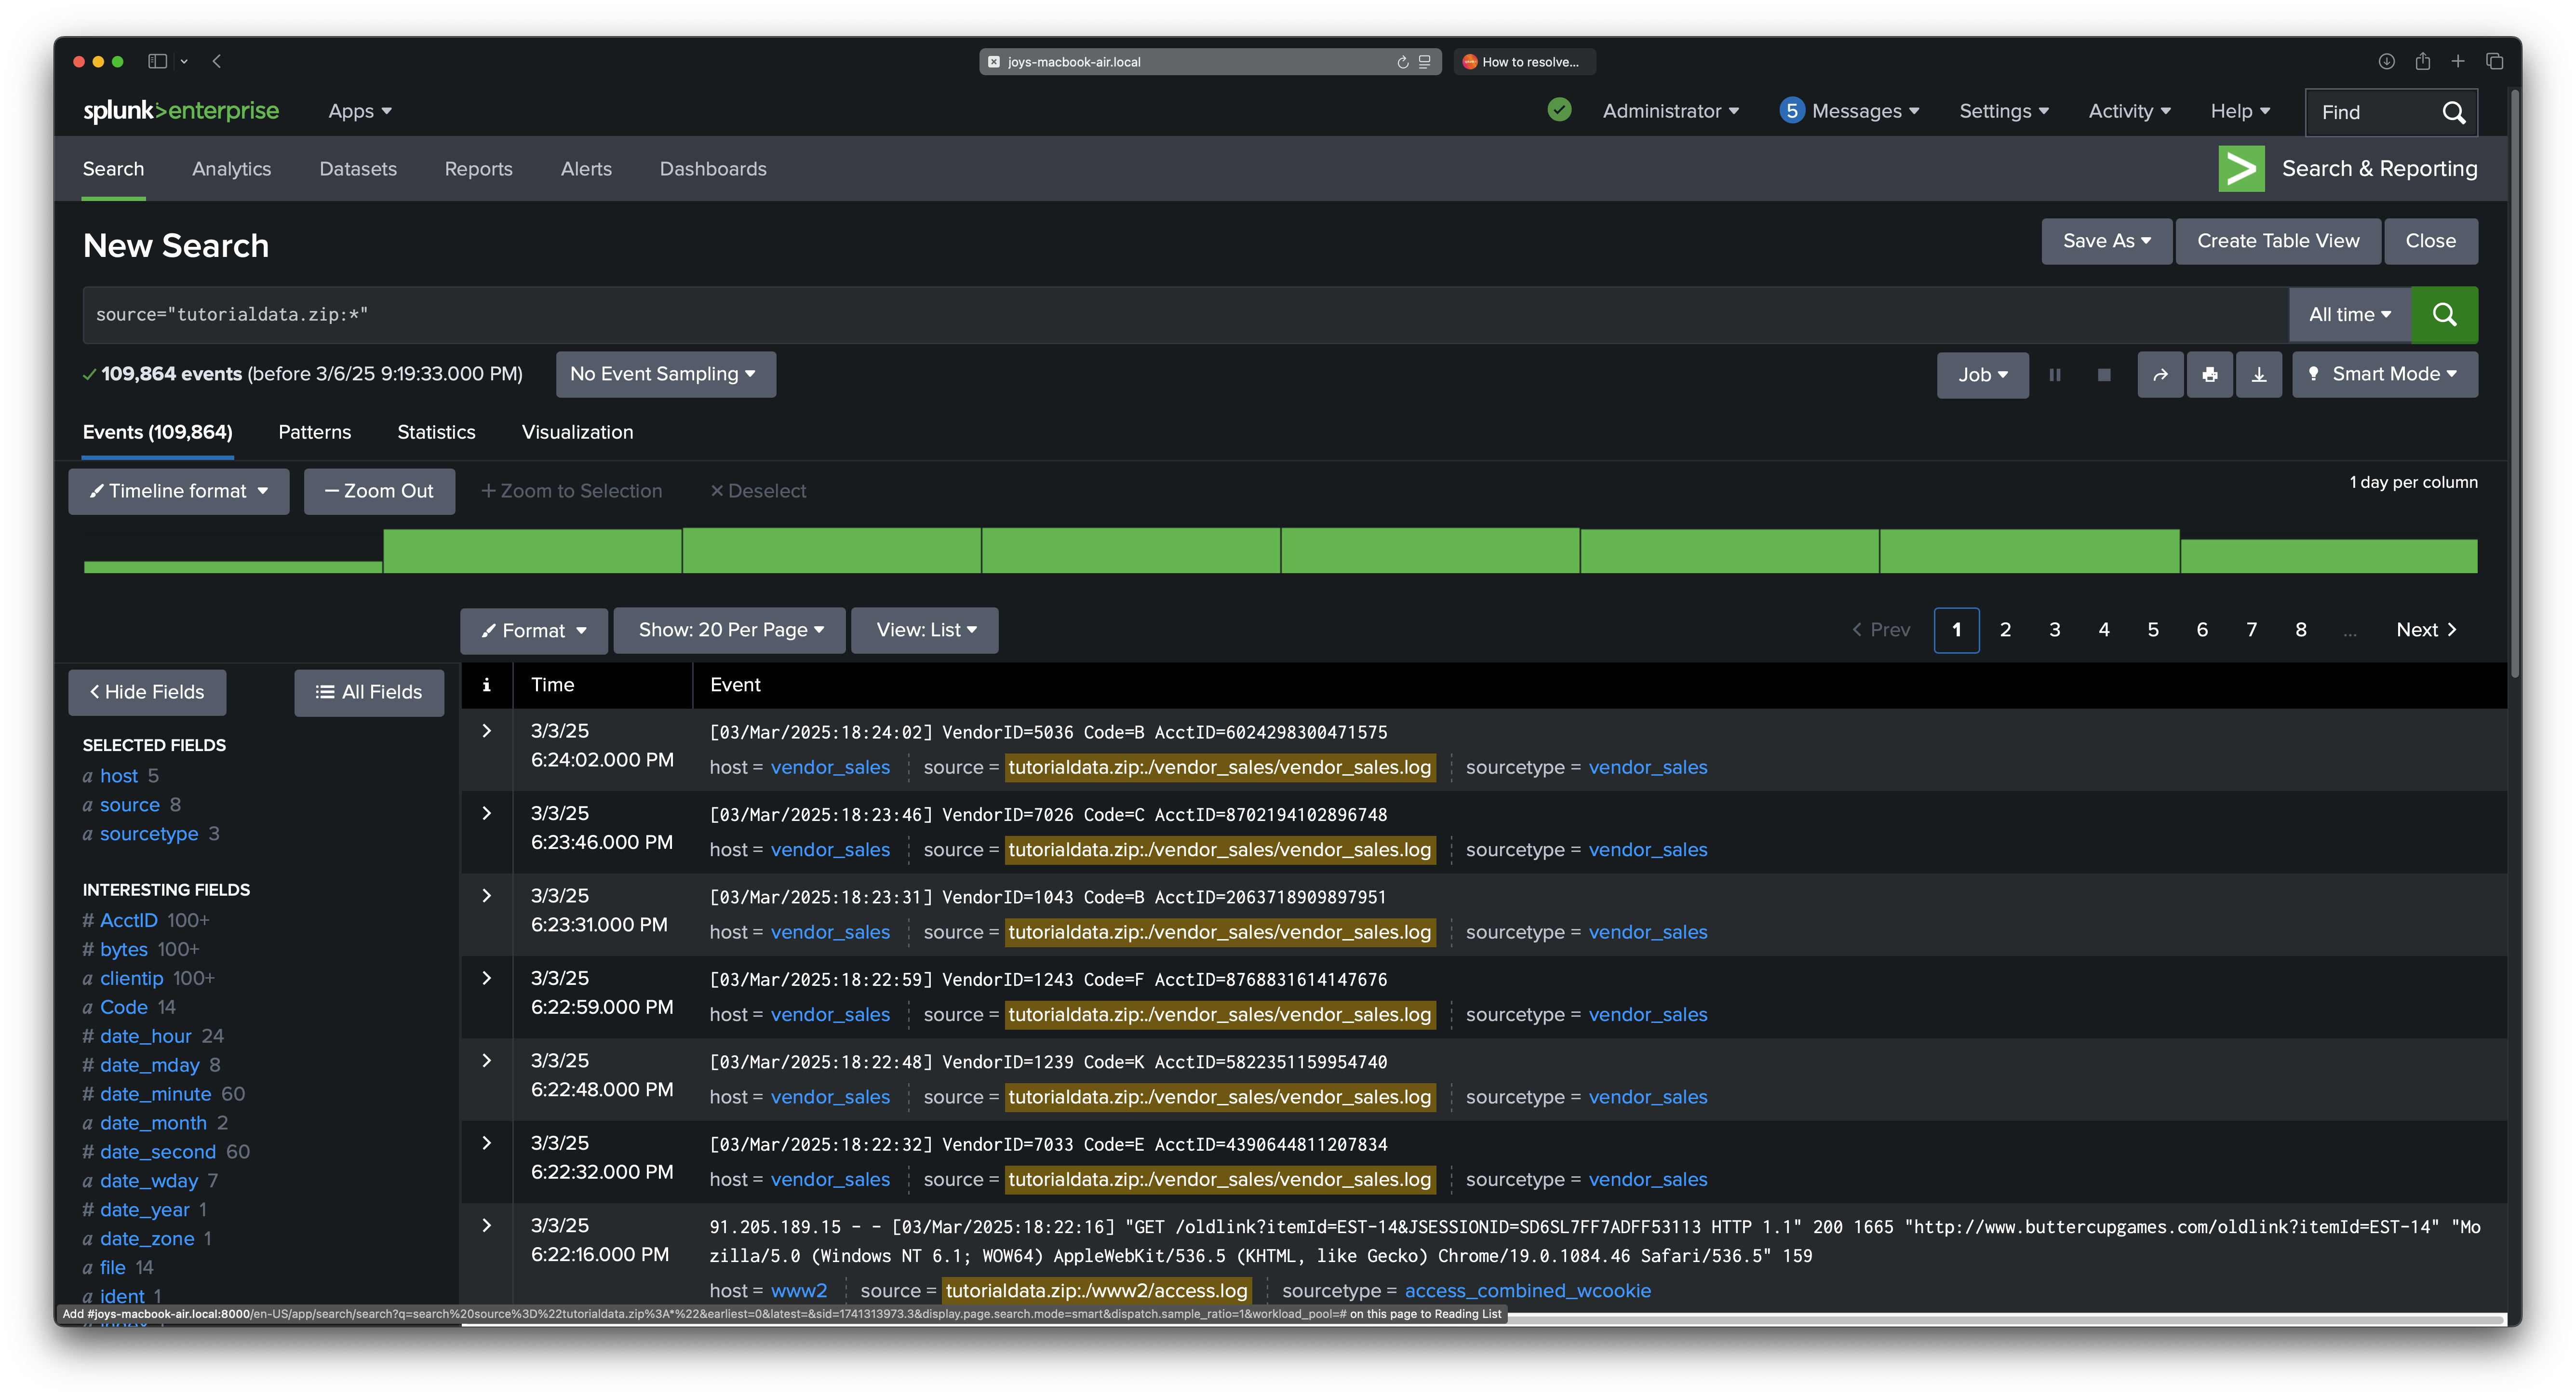 joys-macbook-air.local
How to resolve...
splunk>enterprise Apps Administrator 5 Messages Settings Activity Help Find
Search Analytics Datasets Reports Alerts Dashboards Search & Reporting
New Search Save As Create Table View Close
source="tutorialdata.zip:*" All time
109,864 events (before 3/6/25 9:19:33.000 PM) No Event Sampling Job Smart Mode
Events (109,864) Patterns Statistics Visualization
Timeline format Zoom Out + Zoom to Selection × Deselect 1 day per column
Format Show: 20 Per Page View: List < Prev 1 2 3 4 5 6 7 8 ... Next >
< Hide Fields All Fields
SELECTED FIELDS
a host 5
a source 8
a sourcetype 3
INTERESTING FIELDS
# AcctID 100+
# bytes 100+
a clientip 100+
a Code 14
# date_hour 24
# date_mday 8
# date_minute 60
a date_month 2
# date_second 60
a date_wday 7
# date_year 1
a date_zone 1
a file 14
a ident 1
i Time Event
3/3/25
6:24:02.000 PM
[03/Mar/2025:18:24:02] VendorID=5036 Code=B AcctID=6024298300471575
host = vendor_sales source = tutorialdata.zip:./vendor_sales/vendor_sales.log sourcetype = vendor_sales
3/3/25
6:23:46.000 PM
[03/Mar/2025:18:23:46] VendorID=7026 Code=C AcctID=8702194102896748
host = vendor_sales source = tutorialdata.zip:./vendor_sales/vendor_sales.log sourcetype = vendor_sales
3/3/25
6:23:31.000 PM
[03/Mar/2025:18:23:31] VendorID=1043 Code=B AcctID=2063718909897951
host = vendor_sales source = tutorialdata.zip:./vendor_sales/vendor_sales.log sourcetype = vendor_sales
3/3/25
6:22:59.000 PM
[03/Mar/2025:18:22:59] VendorID=1243 Code=F AcctID=8768831614147676
host = vendor_sales source = tutorialdata.zip:./vendor_sales/vendor_sales.log sourcetype = vendor_sales
3/3/25
6:22:48.000 PM
[03/Mar/2025:18:22:48] VendorID=1239 Code=K AcctID=5822351159954740
host = vendor_sales source = tutorialdata.zip:./vendor_sales/vendor_sales.log sourcetype = vendor_sales
3/3/25
6:22:32.000 PM
[03/Mar/2025:18:22:32] VendorID=7033 Code=E AcctID=4390644811207834
host = vendor_sales source = tutorialdata.zip:./vendor_sales/vendor_sales.log sourcetype = vendor_sales
3/3/25
6:22:16.000 PM
91.205.189.15 - - [03/Mar/2025:18:22:16] "GET /oldlink?itemId=EST-14&JSESSIONID=SD6SL7FF7ADFF53113 HTTP 1.1" 200 1665 "http://www.buttercupgames.com/oldlink?itemId=EST-14" "Mo
zilla/5.0 (Windows NT 6.1; WOW64) AppleWebKit/536.5 (KHTML, like Gecko) Chrome/19.0.1084.46 Safari/536.5" 159
host = www2 source = tutorialdata.zip:./www2/access.log sourcetype = access_combined_wcookie
Add #joys-macbook-air.local:8000/en-US/app/search/search?q=search%20source%3D%22tutorialdata.zip%3A*%22&earliest=0&latest=&sid=1741313973.3&display.page.search.mode=smart&dispatch.sample_ratio=1&workload_pool=# on this page to Reading List